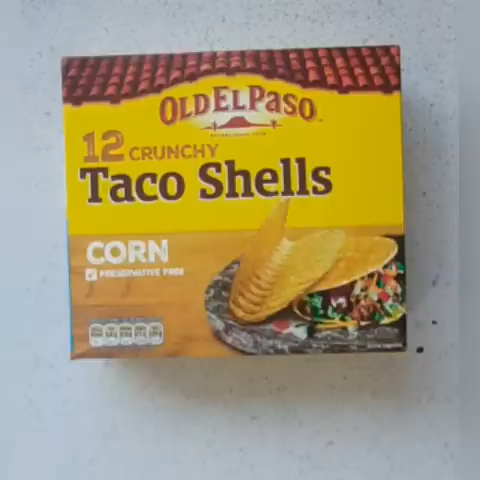 OLD EL PASO
12 CRUNCHY
Taco Shells
CORN
PRESERVATIVE FREE